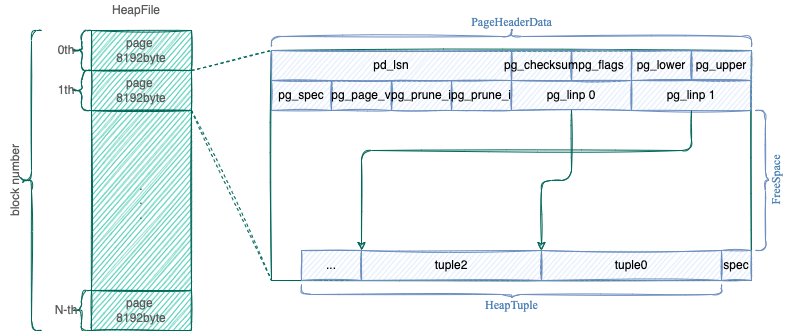 HeapFile
PageHeaderData
0th
page
8192byte
pd_lsn
pg_checksum
pg_flags
pg_lower
pg_upper
1th
page
8192byte
pg_spec
pg_page_v
pg_prune_i
pg_prune_i
pg_linp 0
pg_linp 1
block number
FreeSpace
...
tuple2
tuple0
spec
HeapTuple
N-th
page
8192byte